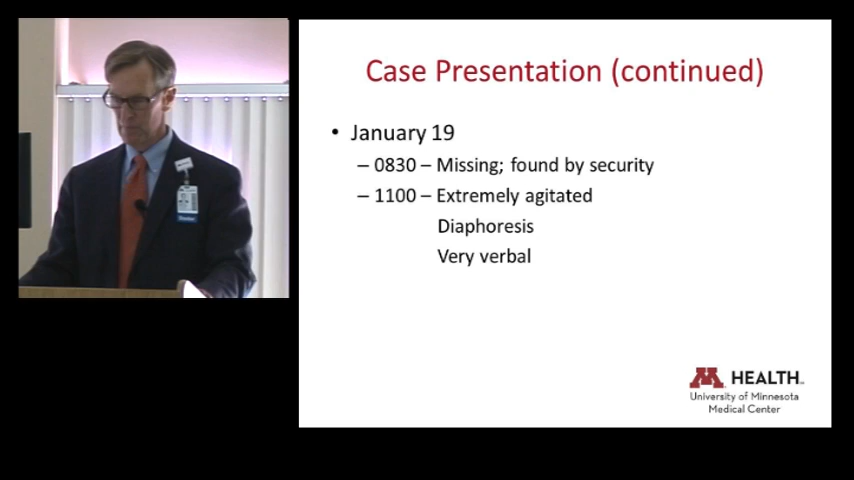 Case Presentation (continued)
• January 19
– 0830 – Missing; found by security
– 1100 – Extremely agitated
Diaphoresis
Very verbal
M HEALTH
University of Minnesota
Medical Center